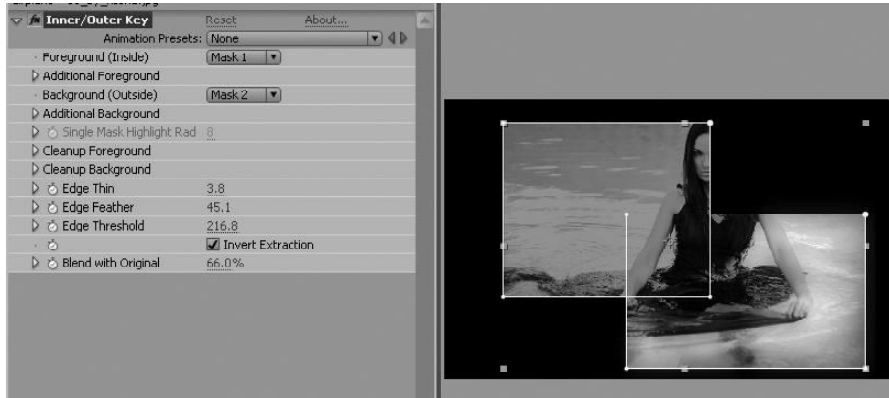 Inner/Outer Key Reset About...
Animation Presets: None
Foreground (Inside) Mask 1
Additional Foreground
Background (Outside) Mask 2
Additional Background
Single Mask Highlight Rad 8
Cleanup Foreground
Cleanup Background
Edge Thin 3.8
Edge Feather 45.1
Edge Threshold 216.8
Invert Extraction
Blend with Original 66.0%